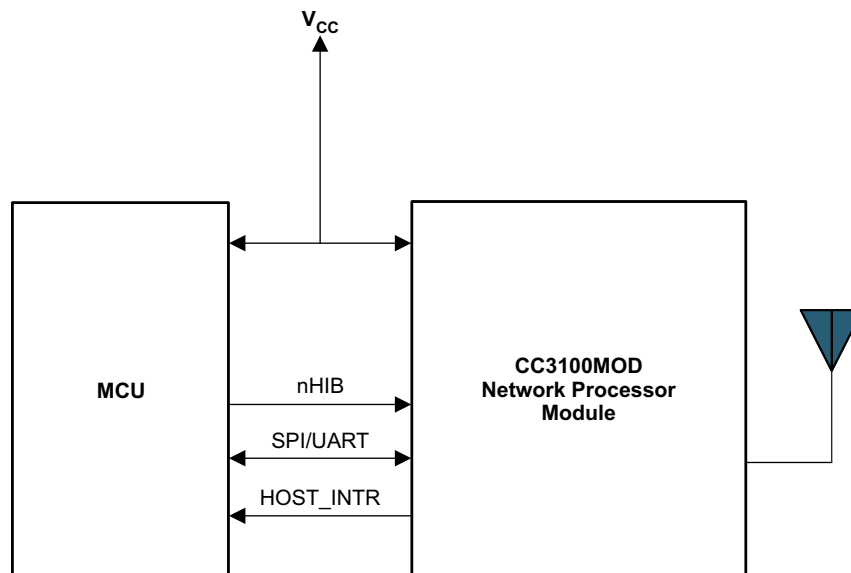 VCC
MCU
nHIB
SPI/UART
HOST_INTR
CC3100MOD
Network Processor
Module